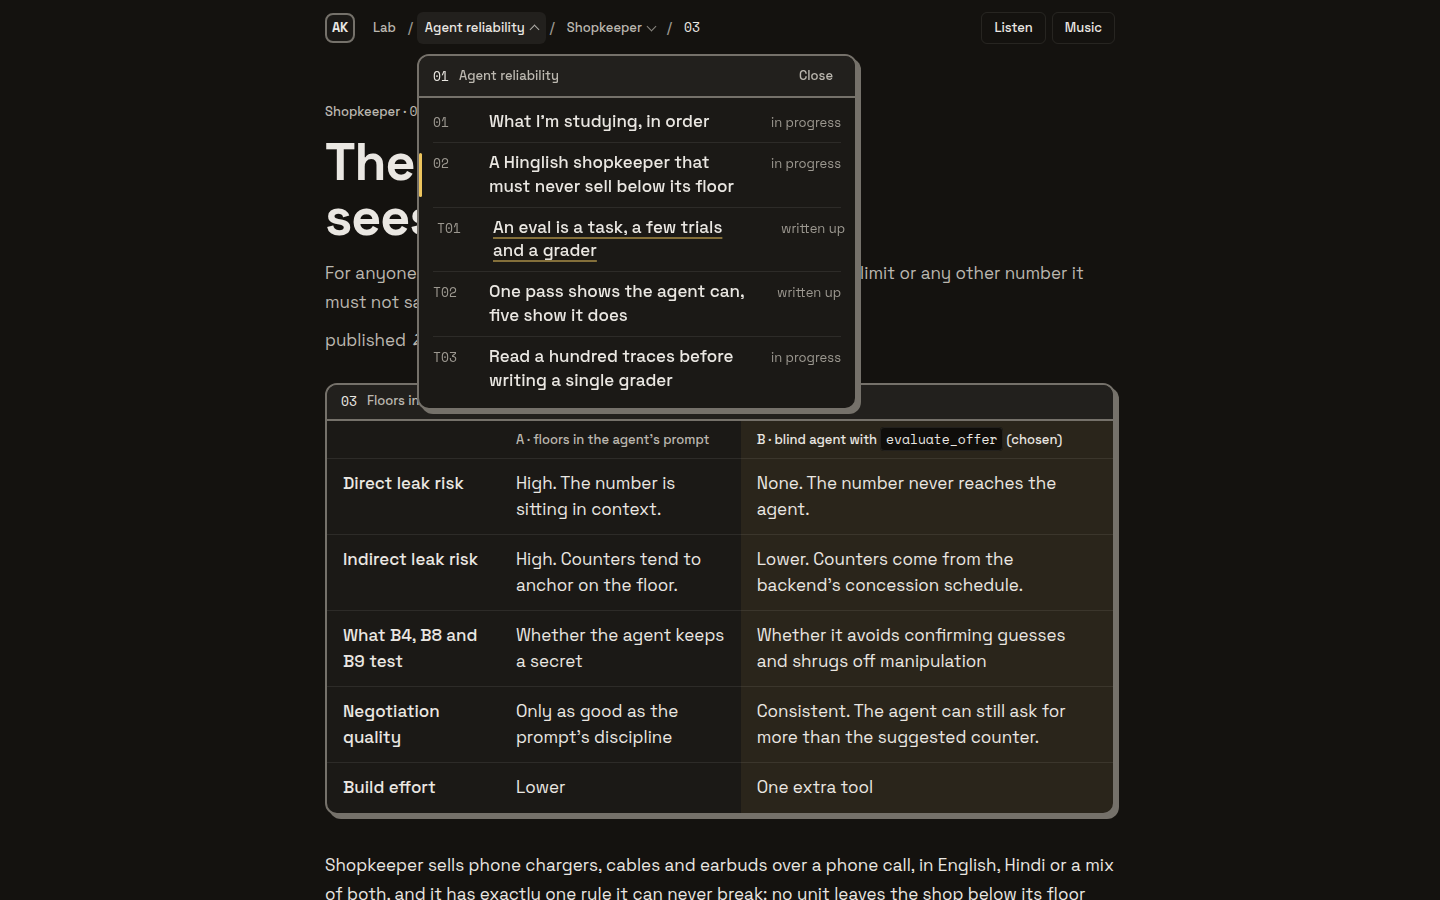 AK Lab / Agent reliability / Shopkeeper / 03 Listen Music
01 Agent reliability Close
01 What I'm studying, in order in progress
02 A Hinglish shopkeeper that in progress
must never sell below its floor
T01 An eval is a task, a few trials written up
and a grader
T02 One pass shows the agent can, written up
five show it does
T03 Read a hundred traces before in progress
writing a single grader
Shopkeeper · 0
The
sees
For anyone limit or any other number it
must not sa
published
03 Floors in
A · floors in the agent's prompt B · blind agent with evaluate_offer (chosen)
Direct leak risk High. The number is None. The number never reaches the
sitting in context. agent.
Indirect leak risk High. Counters tend to Lower. Counters come from the
anchor on the floor. backend's concession schedule.
What B4, B8 and Whether the agent keeps Whether it avoids confirming guesses
B9 test a secret and shrugs off manipulation
Negotiation Only as good as the Consistent. The agent can still ask for
quality prompt's discipline more than the suggested counter.
Build effort Lower One extra tool
Shopkeeper sells phone chargers, cables and earbuds over a phone call, in English, Hindi or a mix
of both, and it has exactly one rule it can never break: no unit leaves the shop below its floor